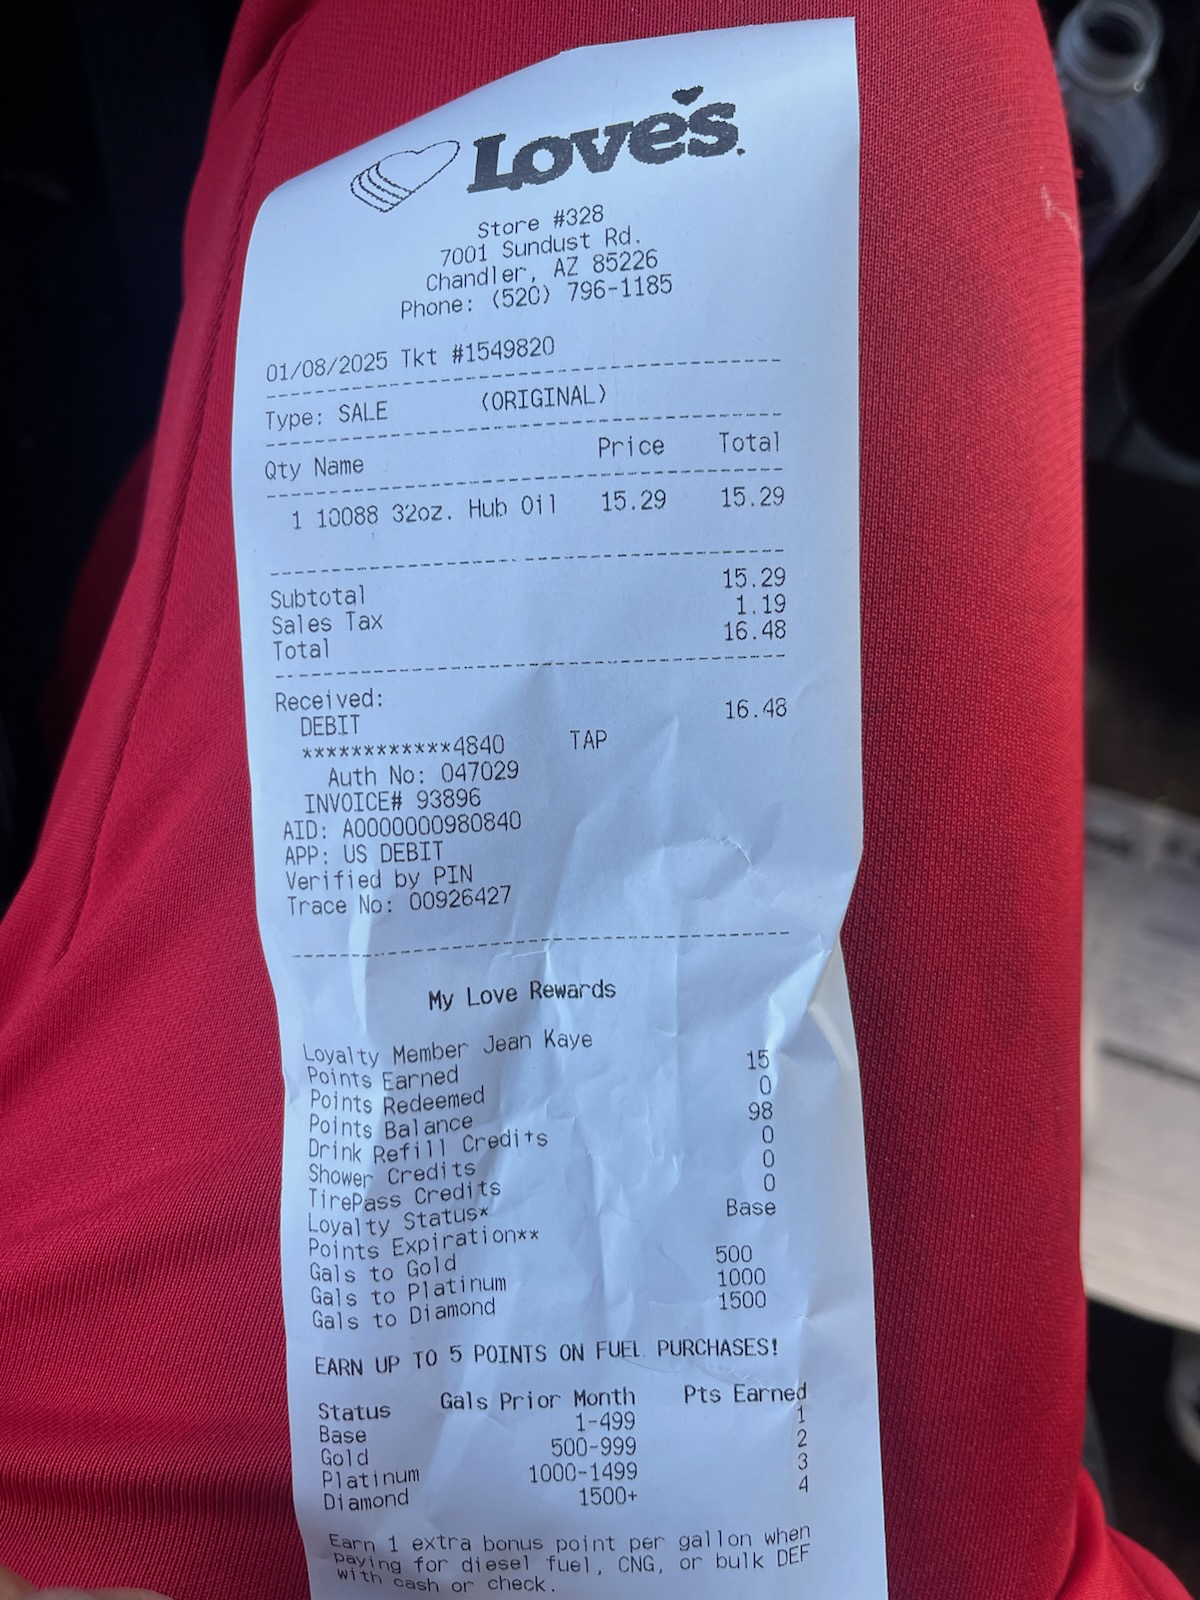 Love's
Store #328
7001 Sundust Rd.
Chandler, AZ 85226
Phone: (520) 796-1185
01/08/2025 Tkt #1549820
Type: SALE (ORIGINAL)
Qty Name Price Total
1 10088 32oz. Hub Oil 15.29 15.29
Subtotal 15.29
Sales Tax 1.19
Total 16.48
Received:
DEBIT 16.48
************4840 TAP
Auth No: 047029
INVOICE# 93896
AID: A0000000980840
APP: US DEBIT
Verified by PIN
Trace No: 00926427
My Love Rewards
Loyalty Member Jean Kaye
Points Earned 15
Points Redeemed 0
Points Balance 98
Drink Refill Credits 0
Shower Credits 0
TirePass Credits 0
Loyalty Status* Base
Points Expiration**
Gals to Gold 500
Gals to Platinum 1000
Gals to Diamond 1500
EARN UP TO 5 POINTS ON FUEL PURCHASES!
Status Gals Prior Month Pts Earned
Base 1-499 1
Gold 500-999 2
Platinum 1000-1499 3
Diamond 1500+ 4
Earn 1 extra bonus point per gallon when
paying for diesel fuel, CNG, or bulk DEF
with cash or check.